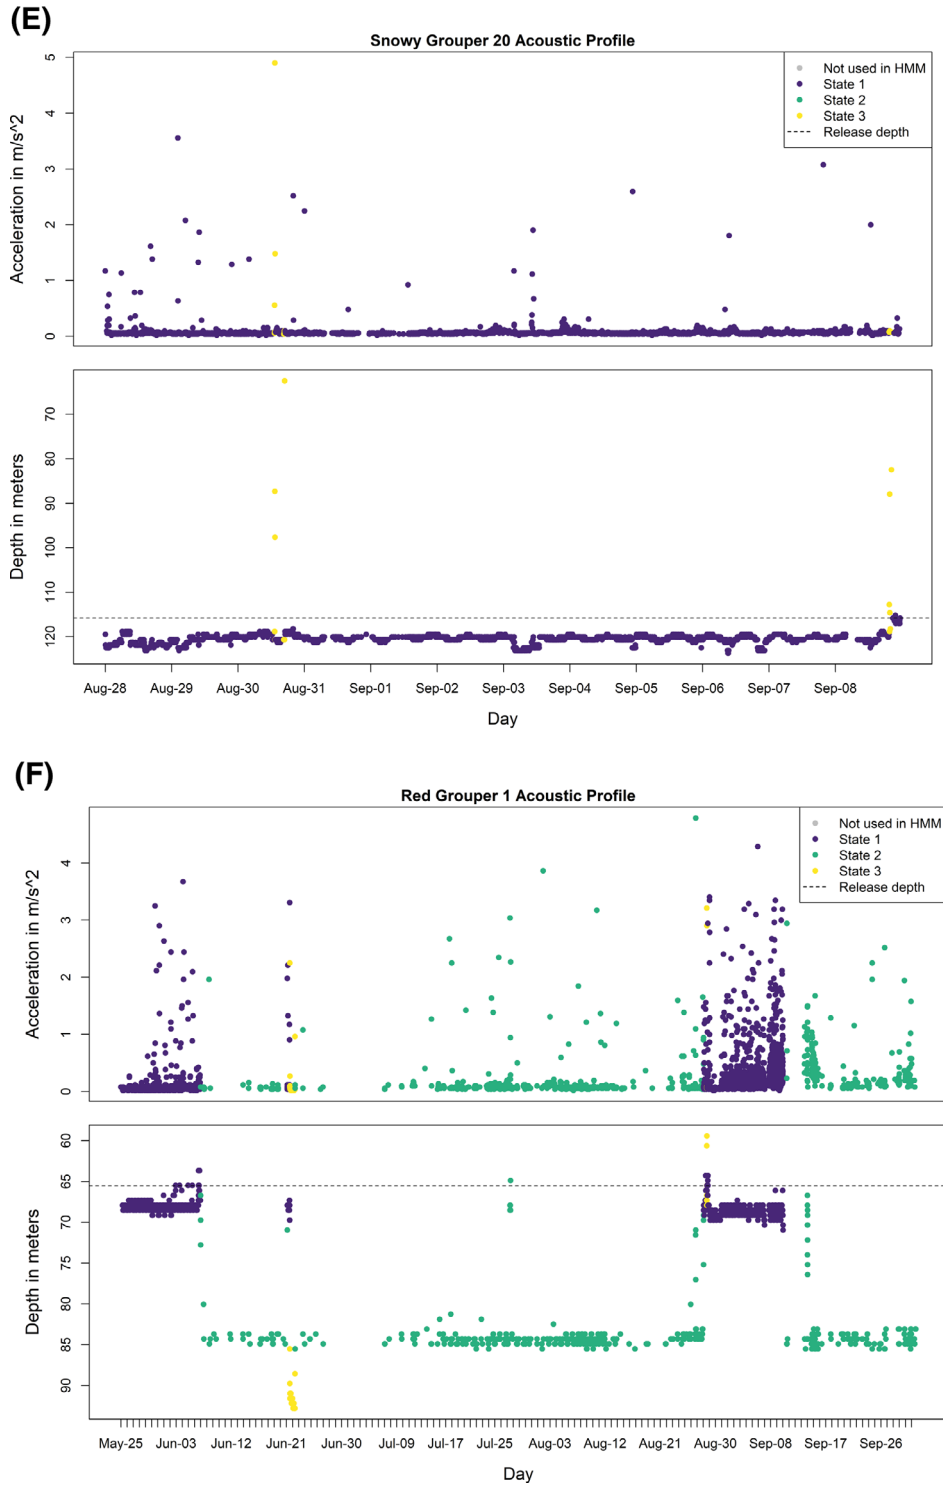 (E)
Snowy Grouper 20 Acoustic Profile
Not used in HMM
State 1
State 2
State 3
Release depth
Acceleration in m/s^2
5
4
3
2
1
0
Depth in meters
70
80
90
100
110
120
Aug-28 Aug-29 Aug-30 Aug-31 Sep-01 Sep-02 Sep-03 Sep-04 Sep-05 Sep-06 Sep-07 Sep-08
Day
(F)
Red Grouper 1 Acoustic Profile
Not used in HMM
State 1
State 2
State 3
Release depth
Acceleration in m/s^2
4
3
2
1
0
Depth in meters
60
65
70
75
80
85
90
May-25 Jun-03 Jun-12 Jun-21 Jun-30 Jul-09 Jul-17 Jul-25 Aug-03 Aug-12 Aug-21 Aug-30 Sep-08 Sep-17 Sep-26
Day